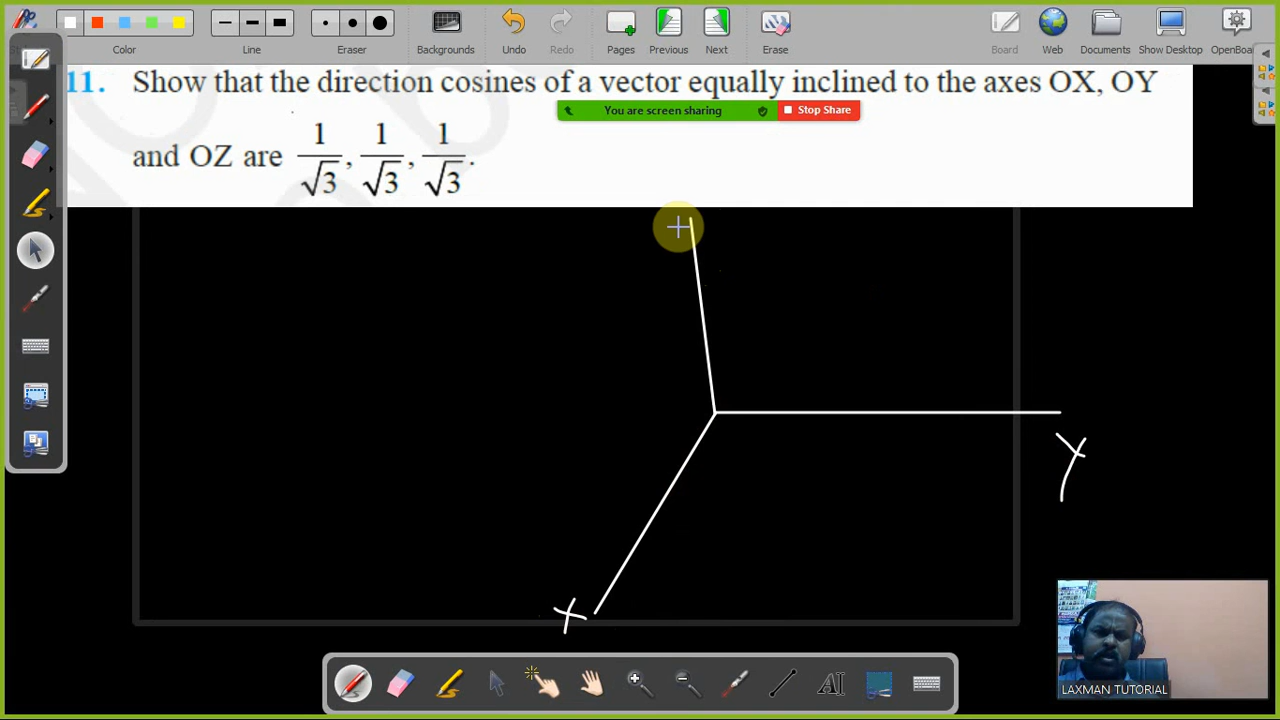 Color Line Eraser Backgrounds Undo Redo Pages Previous Next Erase Board Web Documents Show Desktop OpenBoa
11. Show that the direction cosines of a vector equally inclined to the axes OX, OY
You are screen sharing Stop Share
and OZ are 1/√3, 1/√3, 1/√3.
Y
X
LAXMAN TUTORIAL